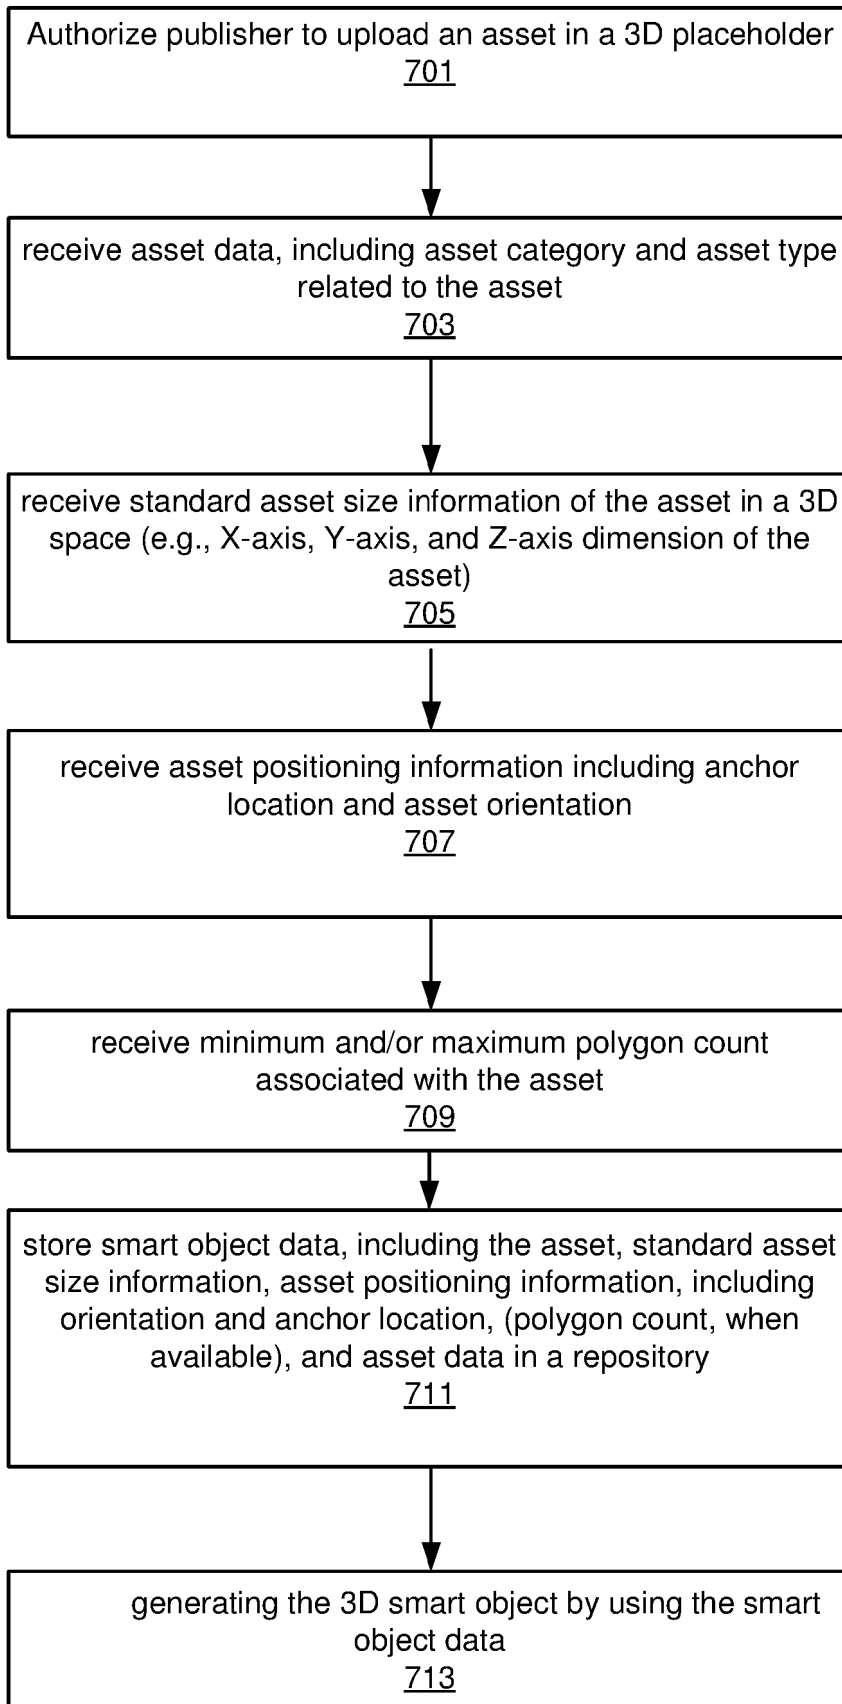 Authorize publisher to upload an asset in a 3D placeholder
701
receive asset data, including asset category and asset type
related to the asset
703
receive standard asset size information of the asset in a 3D
space (e.g., X-axis, Y-axis, and Z-axis dimension of the
asset)
705
receive asset positioning information including anchor
location and asset orientation
707
receive minimum and/or maximum polygon count
associated with the asset
709
store smart object data, including the asset, standard asset
size information, asset positioning information, including
orientation and anchor location, (polygon count, when
available), and asset data in a repository
711
generating the 3D smart object by using the smart
object data
713